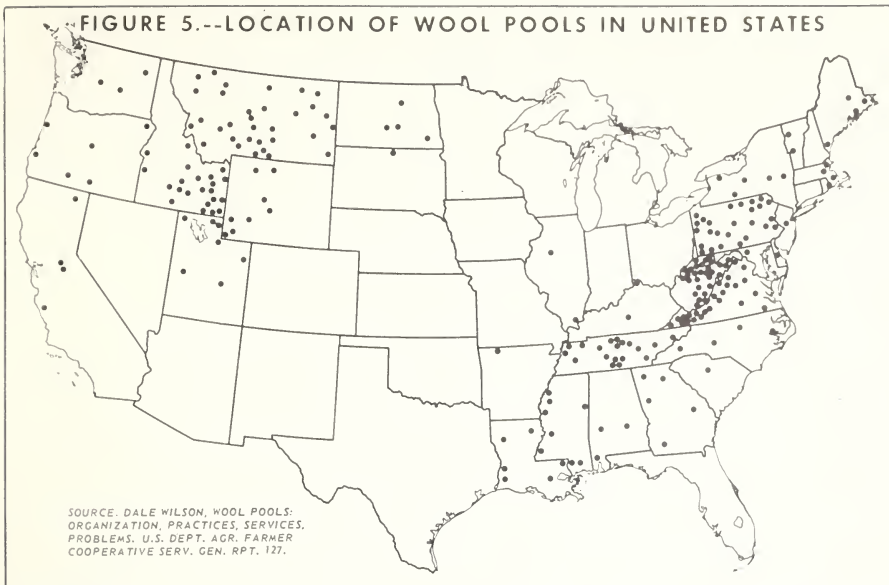 FIGURE 5.--LOCATION OF WOOL POOLS IN UNITED STATES
SOURCE. DALE WILSON, WOOL POOLS:
ORGANIZATION, PRACTICES, SERVICES,
PROBLEMS. U.S. DEPT. AGR. FARMER
COOPERATIVE SERV. GEN. RPT. 127.